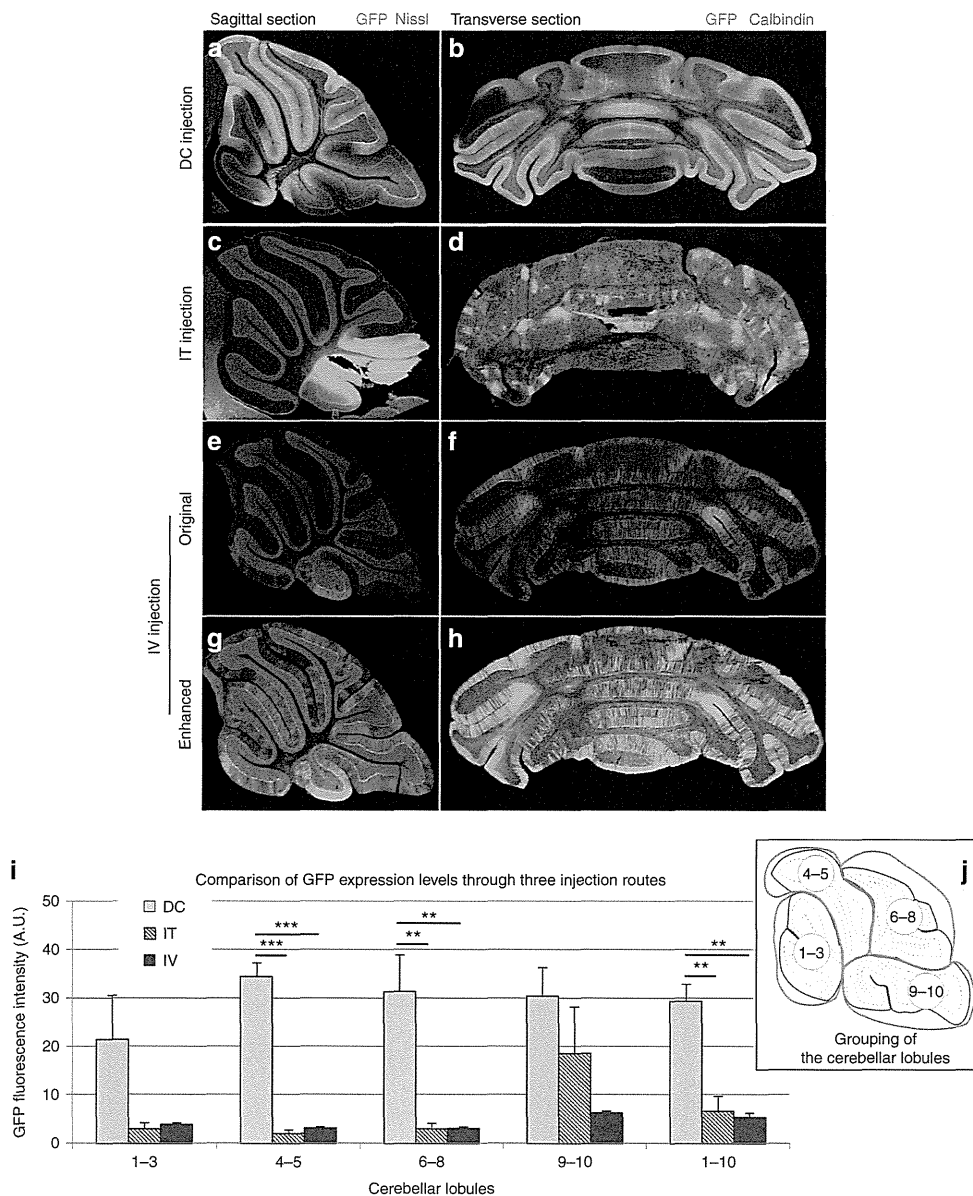 Sagittal section GFP Nissl Transverse section GFP Calbindin
a
b
DC injection
c
d
IT injection
e
f
Original
IV injection
g
h
Enhanced
i
Comparison of GFP expression levels through three injection routes
GFP fluorescence intensity (A.U.)
50
40
30
20
10
0
DC
IT
IV
***
***
**
**
**
**
1–3
4–5
6–8
9–10
1–10
Cerebellar lobules
j
4–5
6–8
1–3
9–10
Grouping of
the cerebellar lobules